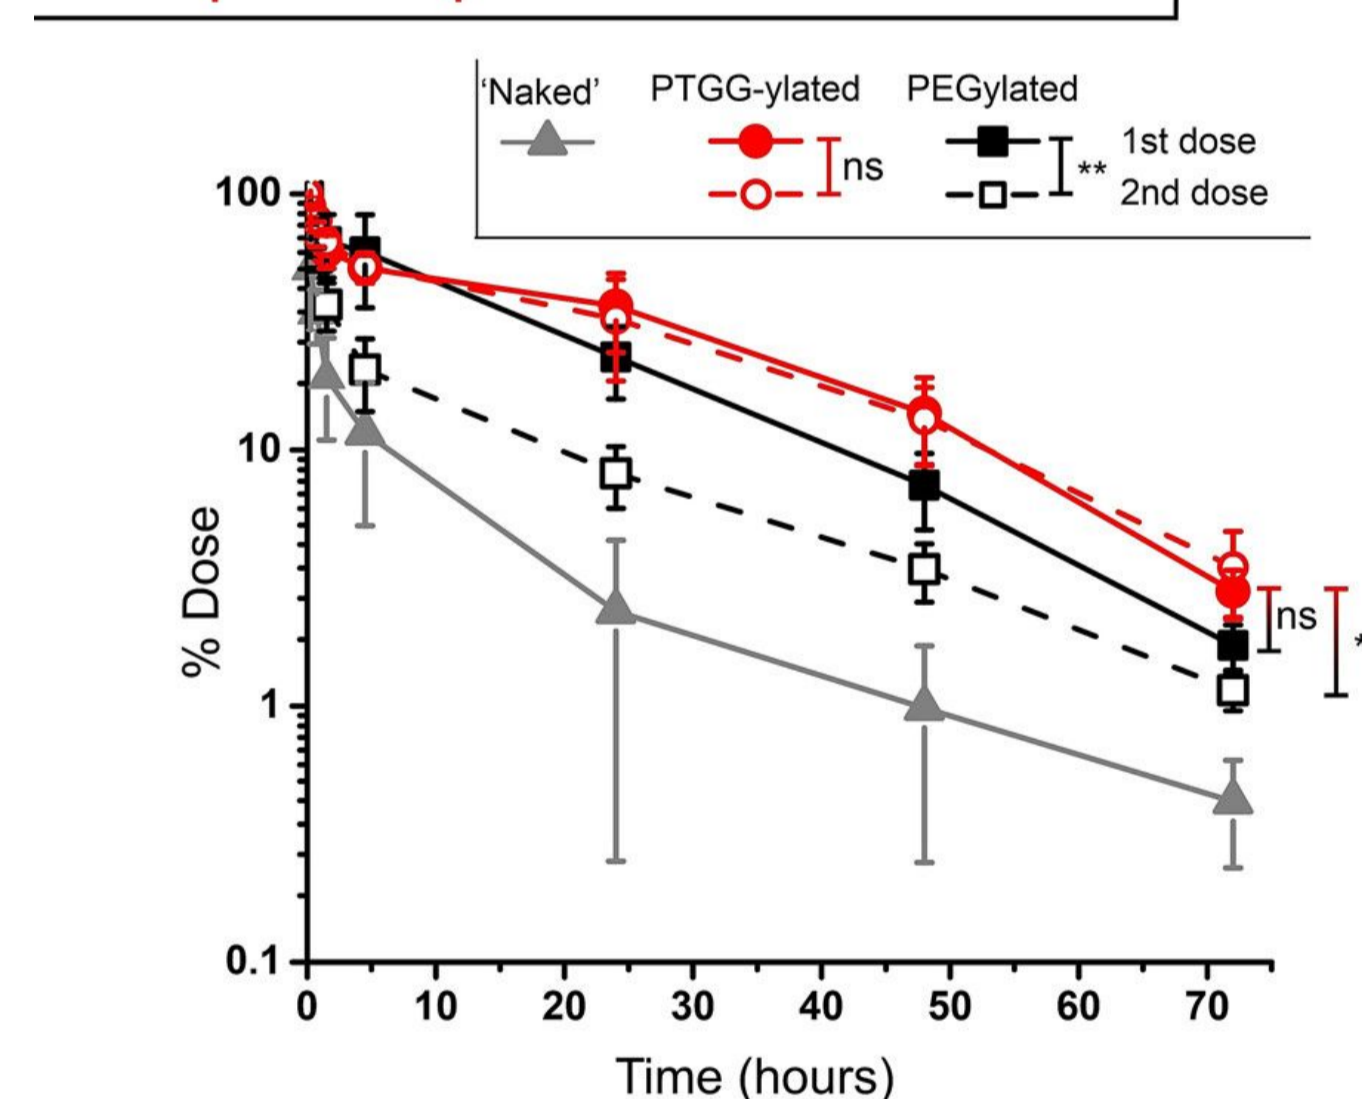 'Naked' PTGG-ylated PEGylated
ns ** 1st dose
2nd dose
100
10
1
0.1
% Dose
ns *
0 10 20 30 40 50 60 70
Time (hours)